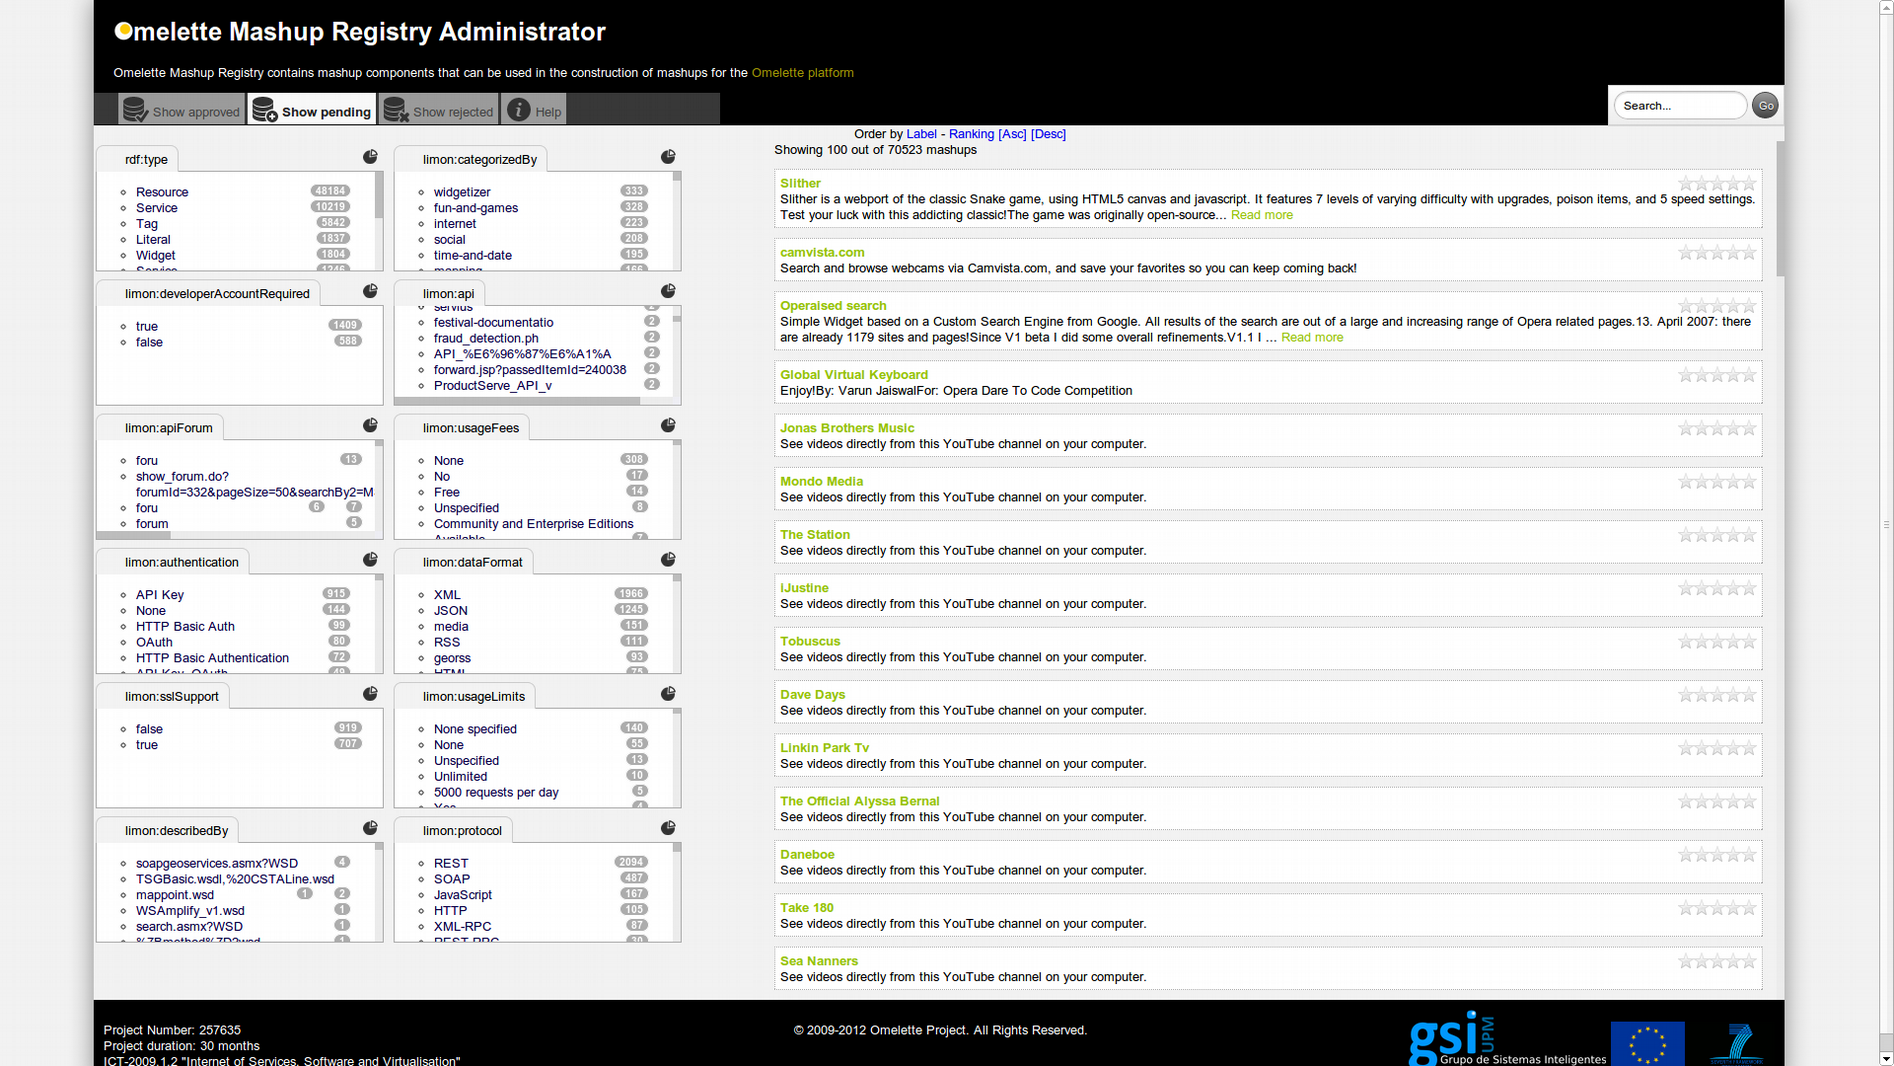 Omelette Mashup Registry Administrator
Omelette Mashup Registry contains mashup components that can be used in the construction of mashups for the Omelette platform
Show approved
Show pending
Show rejected
Help
Search...
Go
Order by Label - Ranking [Asc] [Desc]
Showing 100 out of 70523 mashups
rdf:type
Resource 48184
Service 10219
Tag 5842
Literal 1837
Widget 1804
Service 1246
limon:categorizedBy
widgetizer 333
fun-and-games 328
internet 223
social 208
time-and-date 195
mapping 166
limon:developerAccountRequired
true 1409
false 588
limon:api
servius 2
festival-documentatio 2
fraud_detection.ph 2
API_%E6%96%87%E6%A1%A 2
forward.jsp?passedItemId=240038 2
ProductServe_API_v 2
limon:apiForum
foru 13
show_forum.do?
forumId=332&pageSize=50&searchBy2=M
foru 6 7
forum 5
limon:usageFees
None 308
No 17
Free 14
Unspecified 8
Community and Enterprise Editions
Available 7
limon:authentication
API Key 915
None 144
HTTP Basic Auth 99
OAuth 80
HTTP Basic Authentication 72
API Key, OAuth 49
limon:dataFormat
XML 1966
JSON 1245
media 151
RSS 111
georss 93
HTML 75
limon:sslSupport
false 919
true 707
limon:usageLimits
None specified 140
None 55
Unspecified 13
Unlimited 10
5000 requests per day 5
Yes 4
limon:describedBy
soapgeoservices.asmx?WSD 4
TSGBasic.wsdl,%20CSTALine.wsd
mappoint.wsd 1 2
WSAmplify_v1.wsd 1
search.asmx?WSD 1
%7Bmethod%7D?wsd 1
limon:protocol
REST 2094
SOAP 487
JavaScript 167
HTTP 105
XML-RPC 87
REST-RPC 30
Slither
Slither is a webport of the classic Snake game, using HTML5 canvas and javascript. It features 7 levels of varying difficulty with upgrades, poison items, and 5 speed settings.
Test your luck with this addicting classic!The game was originally open-source... Read more
camvista.com
Search and browse webcams via Camvista.com, and save your favorites so you can keep coming back!
Operaised search
Simple Widget based on a Custom Search Engine from Google. All results of the search are out of a large and increasing range of Opera related pages.13. April 2007: there
are already 1179 sites and pages!Since V1 beta I did some overall refinements.V1.1 I ... Read more
Global Virtual Keyboard
Enjoy!By: Varun JaiswalFor: Opera Dare To Code Competition
Jonas Brothers Music
See videos directly from this YouTube channel on your computer.
Mondo Media
See videos directly from this YouTube channel on your computer.
The Station
See videos directly from this YouTube channel on your computer.
iJustine
See videos directly from this YouTube channel on your computer.
Tobuscus
See videos directly from this YouTube channel on your computer.
Dave Days
See videos directly from this YouTube channel on your computer.
Linkin Park Tv
See videos directly from this YouTube channel on your computer.
The Official Alyssa Bernal
See videos directly from this YouTube channel on your computer.
Daneboe
See videos directly from this YouTube channel on your computer.
Take 180
See videos directly from this YouTube channel on your computer.
Sea Nanners
See videos directly from this YouTube channel on your computer.
Project Number: 257635
Project duration: 30 months
ICT-2009.1.2 "Internet of Services, Software and Virtualisation"
© 2009-2012 Omelette Project. All Rights Reserved.
gsi UPM
Grupo de Sistemas Inteligentes